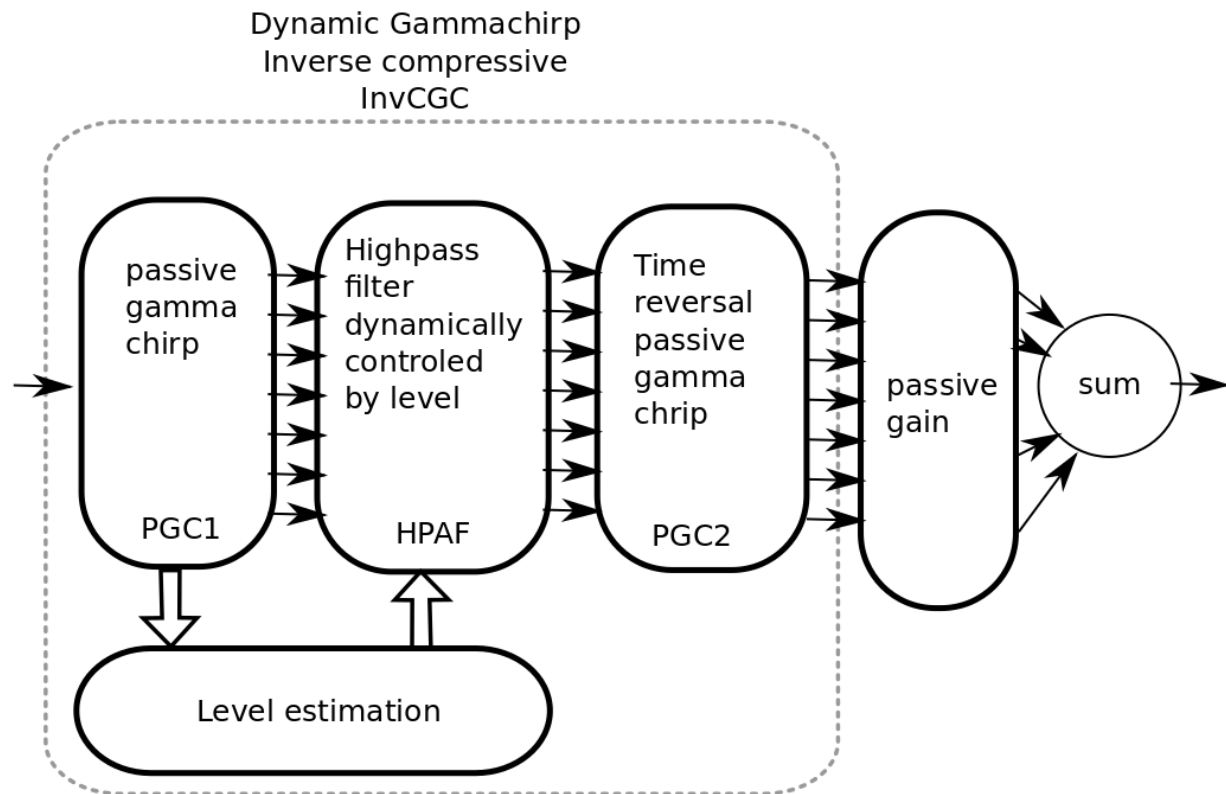 Dynamic Gammachirp
Inverse compressive
InvCGC
passive
gamma
chirp
PGC1
Highpass
filter
dynamically
controled
by level
HPAF
Time
reversal
passive
gamma
chrip
PGC2
passive
gain
sum
Level estimation